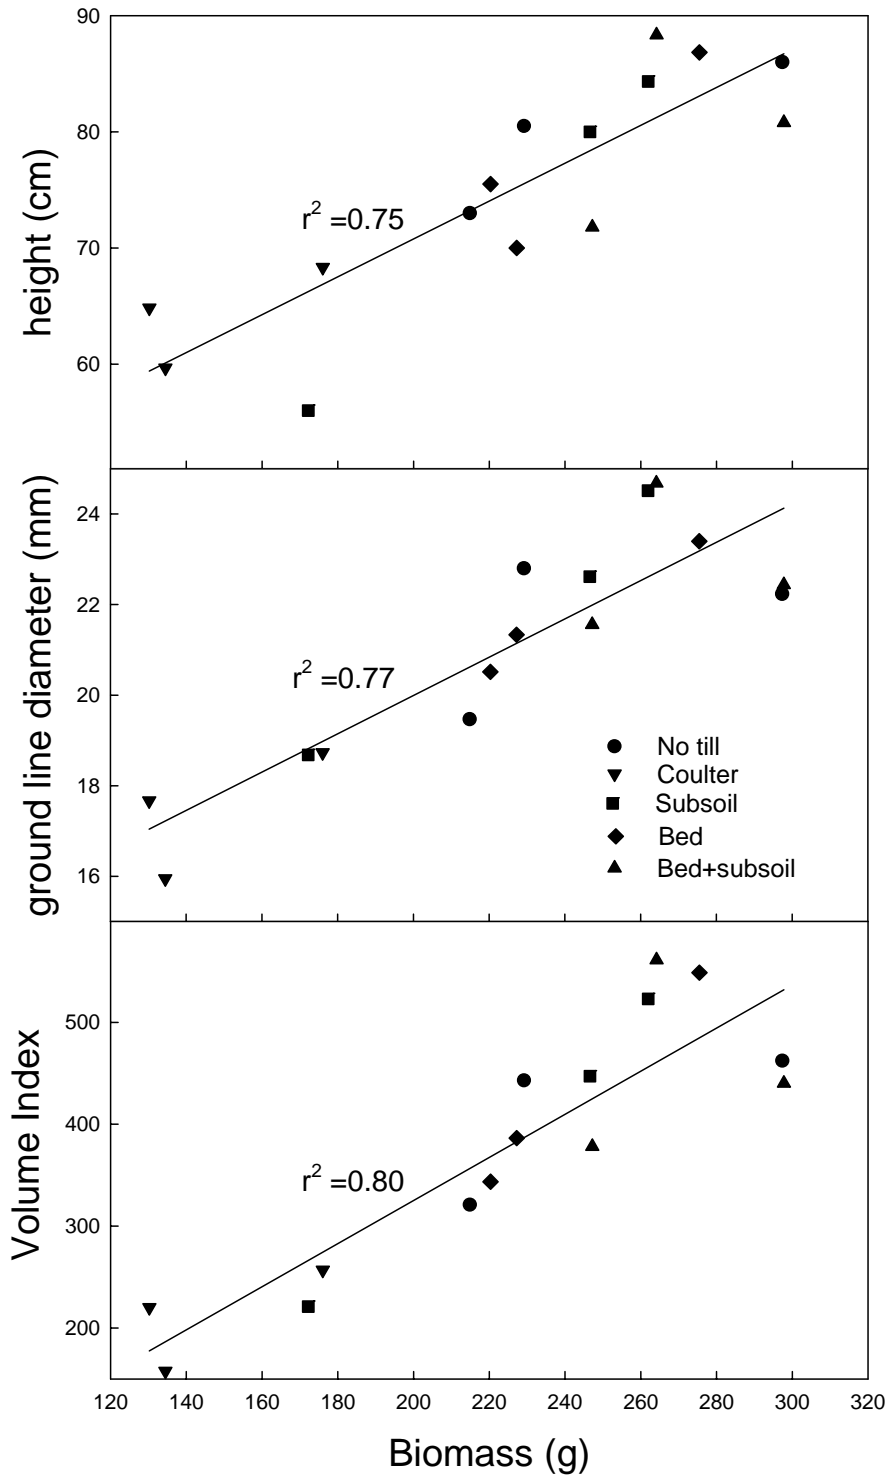 90
80
70
60
height (cm)
r² =0.75
24
22
20
18
16
ground line diameter (mm)
r² =0.77
No till
Coulter
Subsoil
Bed
Bed+subsoil
500
400
300
200
Volume Index
r² =0.80
120 140 160 180 200 220 240 260 280 300 320
Biomass (g)